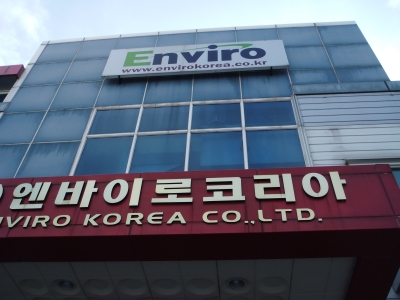 Enviro
www.envirokorea.co.kr
엔바이로코리아
NVIRO KOREA CO.,LTD.